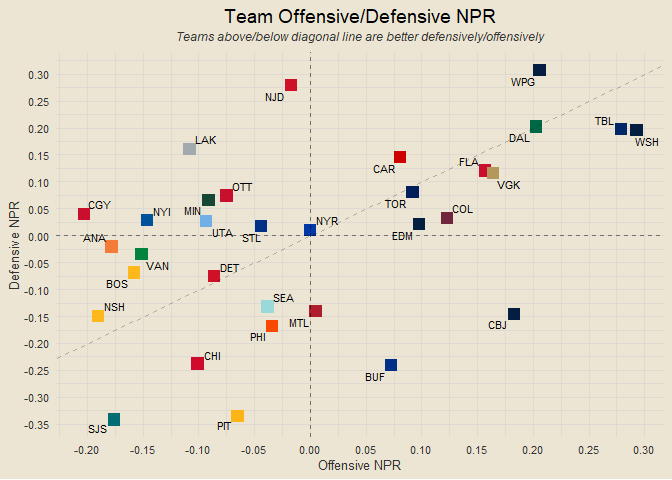 Team Offensive/Defensive NPR
Teams above/below diagonal line are better defensively/offensively
Defensive NPR
0.30
0.25
0.20
0.15
0.10
0.05
0.00
-0.05
-0.10
-0.15
-0.20
-0.25
-0.30
-0.35
WPG
NJD
TBL
DAL
WSH
LAK
CAR
FLA
VGK
OTT
CGY
NYI
MIN
TOR
COL
NYR
UTA
STL
EDM
ANA
VAN
DET
BOS
NSH
SEA
MTL
PHI
CBJ
CHI
BUF
SJS
PIT
-0.20
-0.15
-0.10
-0.05
0.00
0.05
0.10
0.15
0.20
0.25
0.30
Offensive NPR